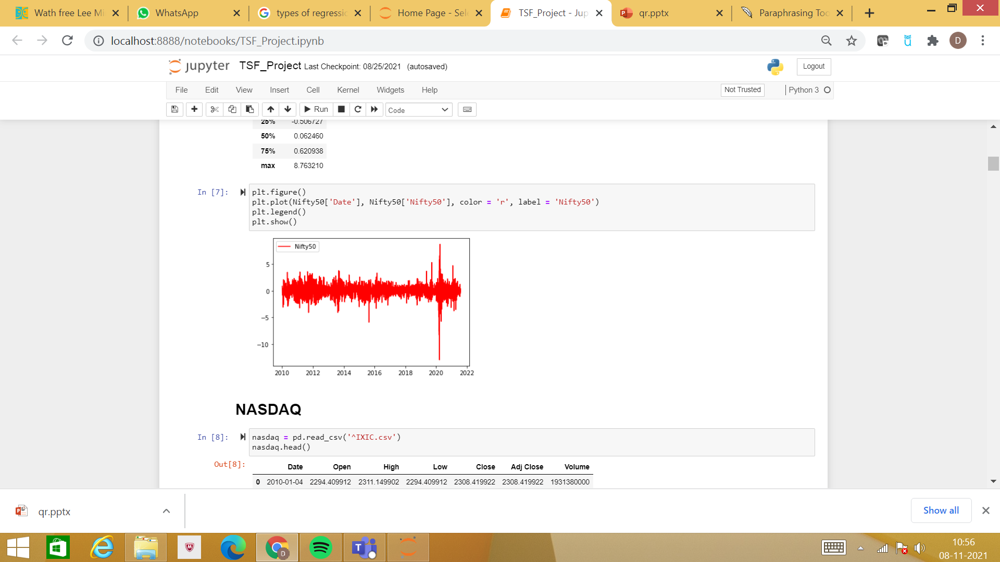 Wath free Lee Mi
WhatsApp
types of regressic
Home Page - Sele
TSF_Project - Jup
qr.pptx
Paraphrasing Too
localhost:8888/notebooks/TSF_Project.ipynb
D
jupyter TSF_Project Last Checkpoint: 08/25/2021 (autosaved)
Logout
File Edit View Insert Cell Kernel Widgets Help
Not Trusted
Python 3
Run
Code
25% -0.506727
50% 0.062460
75% 0.620938
max 8.763210
In [7]:
plt.figure()
plt.plot(Nifty50['Date'], Nifty50['Nifty50'], color = 'r', label = 'Nifty50')
plt.legend()
plt.show()
Nifty50
5
0
−5
−10
2010 2012 2014 2016 2018 2020 2022
NASDAQ
In [8]:
nasdaq = pd.read_csv('^IXIC.csv')
nasdaq.head()
Out[8]:
Date Open High Low Close Adj Close Volume
0 2010-01-04 2294.409912 2311.149902 2294.409912 2308.419922 2308.419922 1931380000
qr.pptx
Show all
D
T
10:56
08-11-2021